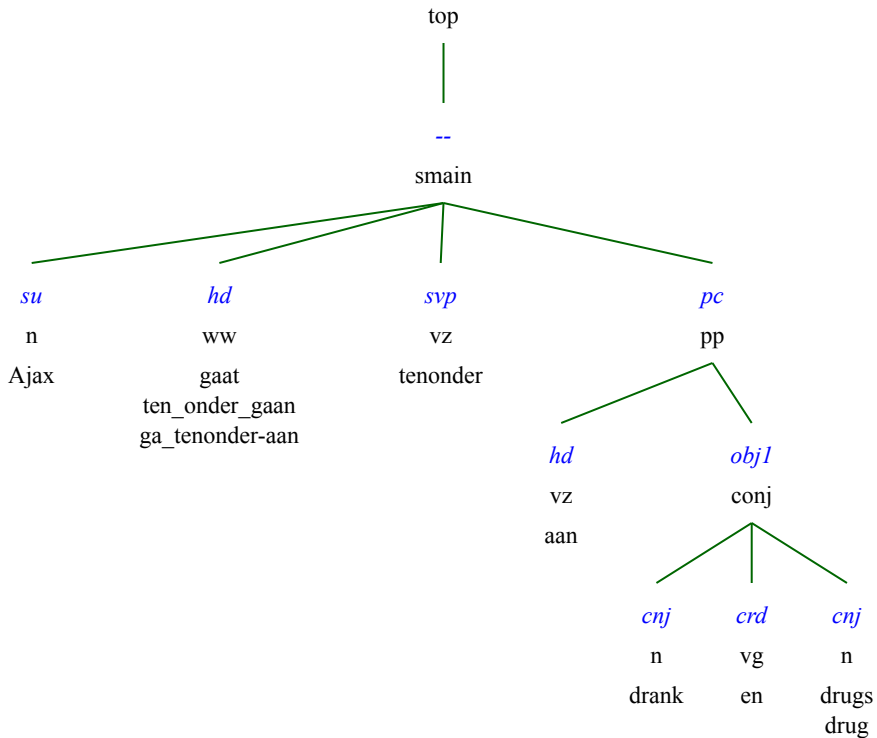 top
--
smain
su hd svp pc
n ww vz pp
Ajax gaat tenonder
ten_onder_gaan
ga_tenonder-aan
hd obj1
vz conj
aan
cnj crd cnj
n vg n
drank en drugs
drug